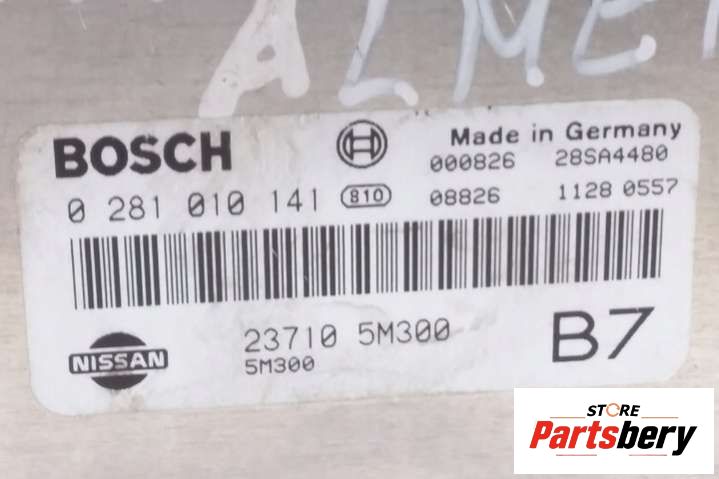 ALME
BOSCH
Made in Germany
000826 28SA4480
0 281 010 141 810 08826 1128 0557
NISSAN
23710 5M300
5M300
B7
STORE
Partsbery